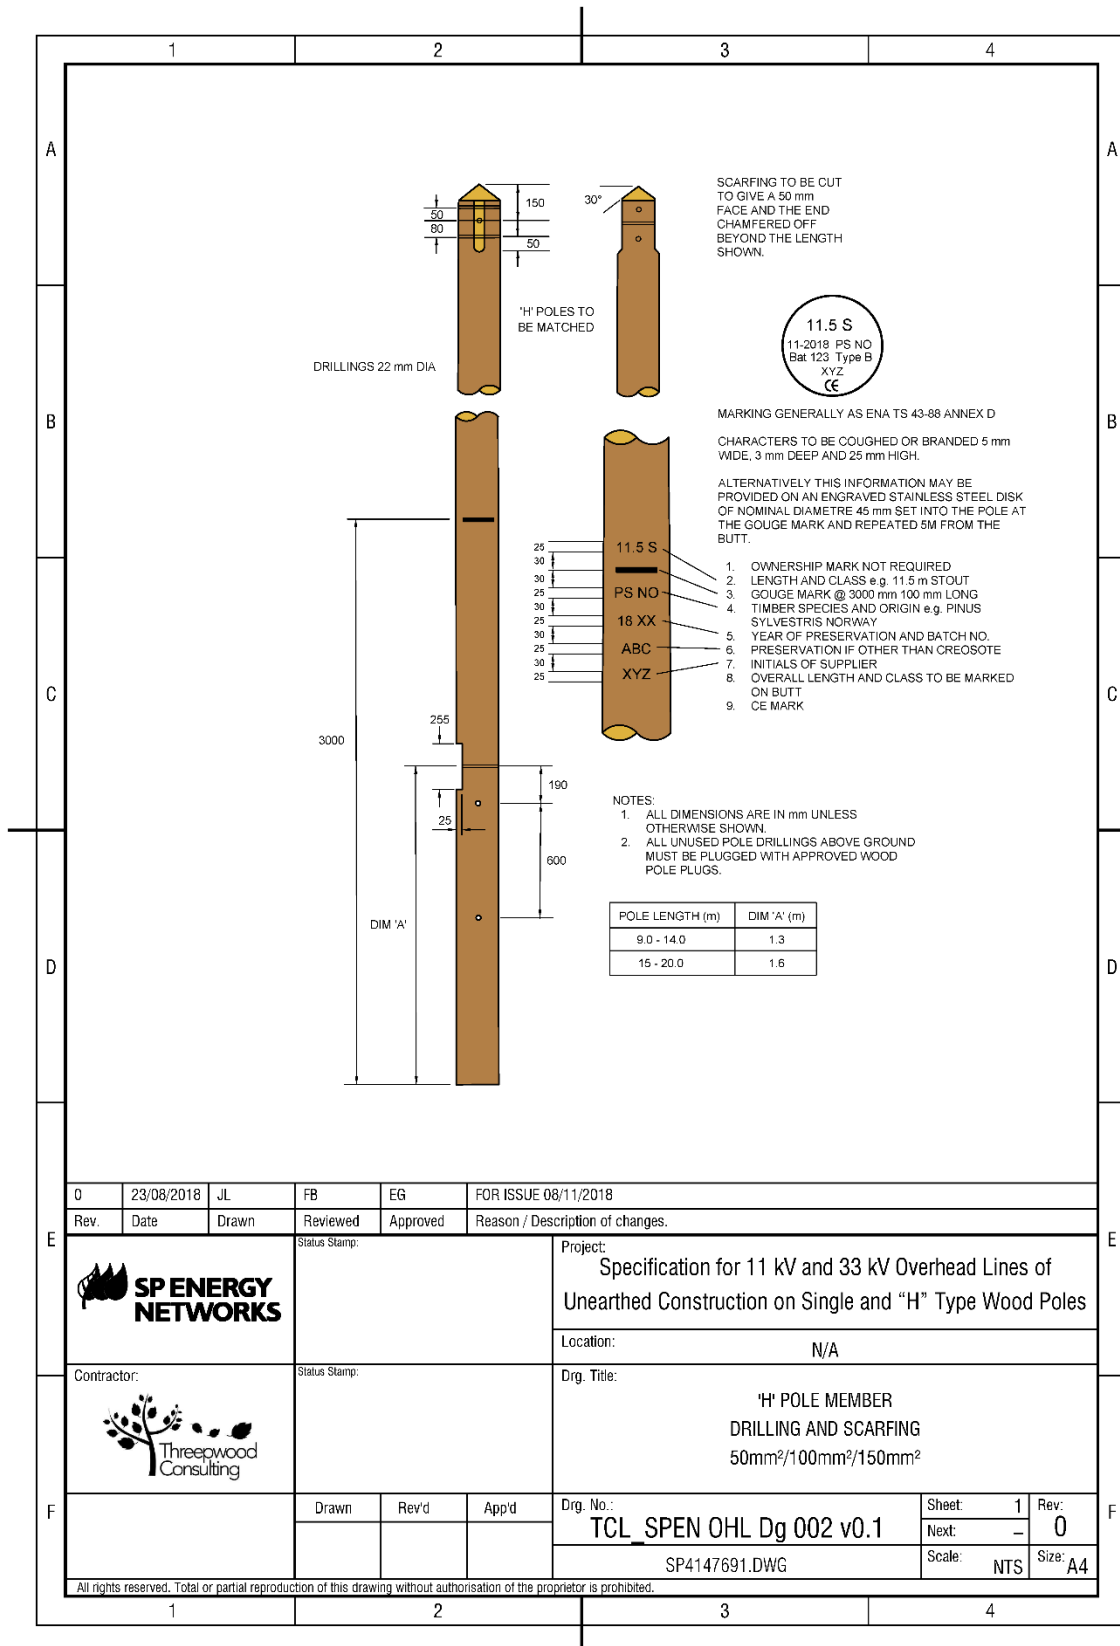 1 2 3 4
A A
B B
C C
D D
E E
F F
50
80
150
50
30°
SCARFING TO BE CUT
TO GIVE A 50 mm
FACE AND THE END
CHAMFERED OFF
BEYOND THE LENGTH
SHOWN.
'H' POLES TO
BE MATCHED
DRILLINGS 22 mm DIA
11.5 S
11-2018 PS NO
Bat 123 Type B
XYZ
CE
MARKING GENERALLY AS ENA TS 43-88 ANNEX D
CHARACTERS TO BE COUGHED OR BRANDED 5 mm
WIDE, 3 mm DEEP AND 25 mm HIGH.
ALTERNATIVELY THIS INFORMATION MAY BE
PROVIDED ON AN ENGRAVED STAINLESS STEEL DISK
OF NOMINAL DIAMETRE 45 mm SET INTO THE POLE AT
THE GOUGE MARK AND REPEATED 5M FROM THE
BUTT.
25
30
30
25
30
25
30
25
30
25
11.5 S
PS NO
18 XX
ABC
XYZ
1. OWNERSHIP MARK NOT REQUIRED
2. LENGTH AND CLASS e.g. 11.5 m STOUT
3. GOUGE MARK @ 3000 mm 100 mm LONG
4. TIMBER SPECIES AND ORIGIN e.g. PINUS
SYLVESTRIS NORWAY
5. YEAR OF PRESERVATION AND BATCH NO.
6. PRESERVATION IF OTHER THAN CREOSOTE
7. INITIALS OF SUPPLIER
8. OVERALL LENGTH AND CLASS TO BE MARKED
ON BUTT
9. CE MARK
3000
255
25
190
600
DIM 'A'
NOTES:
1. ALL DIMENSIONS ARE IN mm UNLESS
OTHERWISE SHOWN.
2. ALL UNUSED POLE DRILLINGS ABOVE GROUND
MUST BE PLUGGED WITH APPROVED WOOD
POLE PLUGS.
POLE LENGTH (m) DIM 'A' (m)
9.0 - 14.0 1.3
15 - 20.0 1.6
0 23/08/2018 JL FB EG FOR ISSUE 08/11/2018
Rev. Date Drawn Reviewed Approved Reason / Description of changes.
SP ENERGY
NETWORKS
Status Stamp:
Project:
Specification for 11 kV and 33 kV Overhead Lines of
Unearthed Construction on Single and “H” Type Wood Poles
Location: N/A
Contractor:
Threepwood
Consulting
Status Stamp:
Drg. Title:
'H' POLE MEMBER
DRILLING AND SCARFING
50mm²/100mm²/150mm²
Drawn Rev'd App'd
Drg. No.:
TCL_SPEN OHL Dg 002 v0.1
SP4147691.DWG
Sheet: 1
Next: –
Scale: NTS
Rev: 0
Size: A4
All rights reserved. Total or partial reproduction of this drawing without authorisation of the proprietor is prohibited.
1 2 3 4